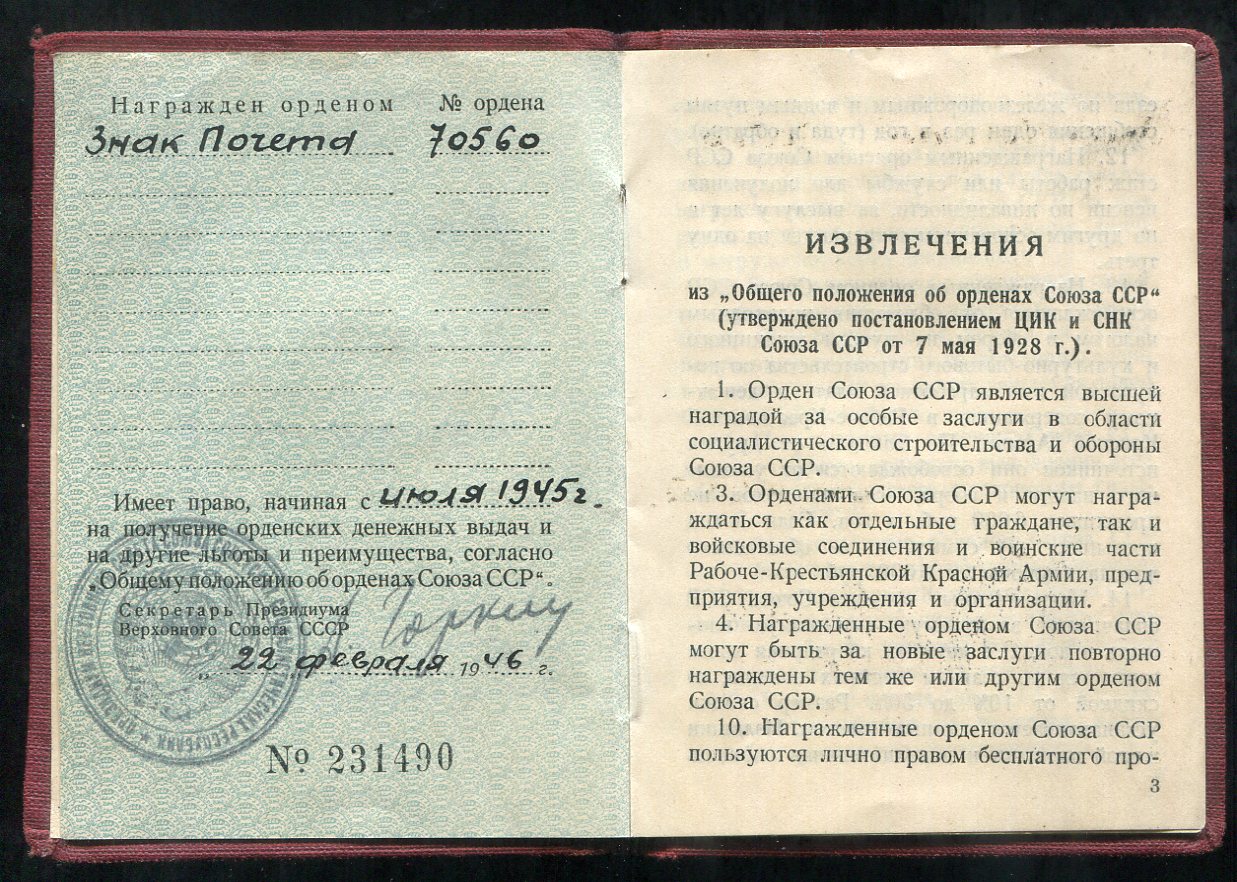 Награжден орденом № ордена
Знак Почета 70560
Имеет право, начиная с июля 1945 г.
на получение орденских денежных выдач и
на другие льготы и преимущества, согласно
„Общему положению об орденах Союза ССР“.
Секретарь Президиума
Верховного Совета СССР
22 февраля 1946 г.
№ 231490
ИЗВЛЕЧЕНИЯ
из „Общего положения об орденах Союза ССР“
(утверждено постановлением ЦИК и СНК
Союза ССР от 7 мая 1928 г.).
1. Орден Союза ССР является высшей
наградой за особые заслуги в области
социалистического строительства и обороны
Союза ССР.
3. Орденами Союза ССР могут награ-
ждаться как отдельные граждане, так и
войсковые соединения и воинские части
Рабоче-Крестьянской Красной Армии, пред-
приятия, учреждения и организации.
4. Награжденные орденом Союза ССР
могут быть за новые заслуги повторно
награждены тем же или другим орденом
Союза ССР.
10. Награжденные орденом Союза ССР
пользуются лично правом бесплатного про-
3